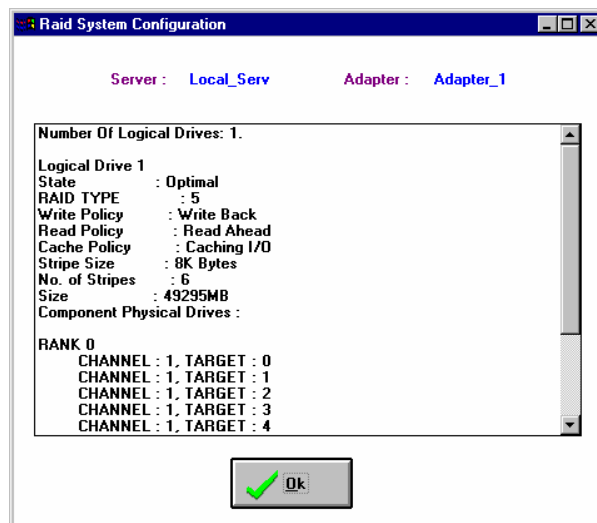 Raid System Configuration
Server : Local_Serv Adapter : Adapter_1
Number Of Logical Drives: 1.
Logical Drive 1
State : Optimal
RAID TYPE : 5
Write Policy : Write Back
Read Policy : Read Ahead
Cache Policy : Caching I/O
Stripe Size : 8K Bytes
No. of Stripes : 6
Size : 49295MB
Component Physical Drives :
RANK 0
CHANNEL : 1, TARGET : 0
CHANNEL : 1, TARGET : 1
CHANNEL : 1, TARGET : 2
CHANNEL : 1, TARGET : 3
CHANNEL : 1, TARGET : 4
Ok